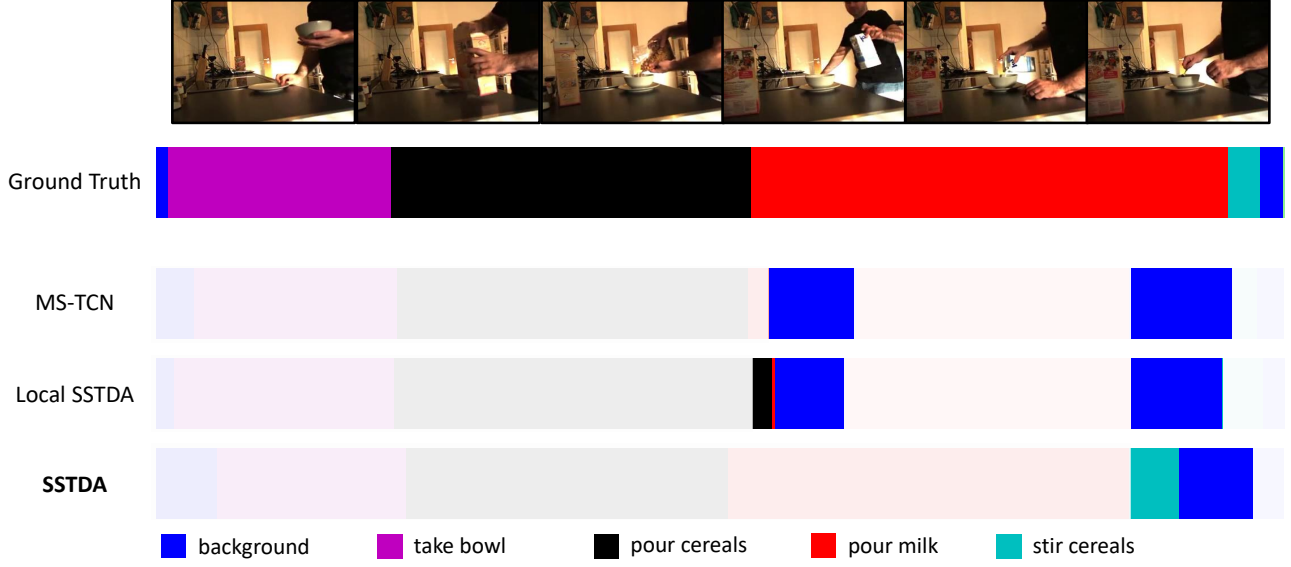 Ground Truth
MS-TCN
Local SSTDA
SSTDA
background take bowl pour cereals pour milk stir cereals